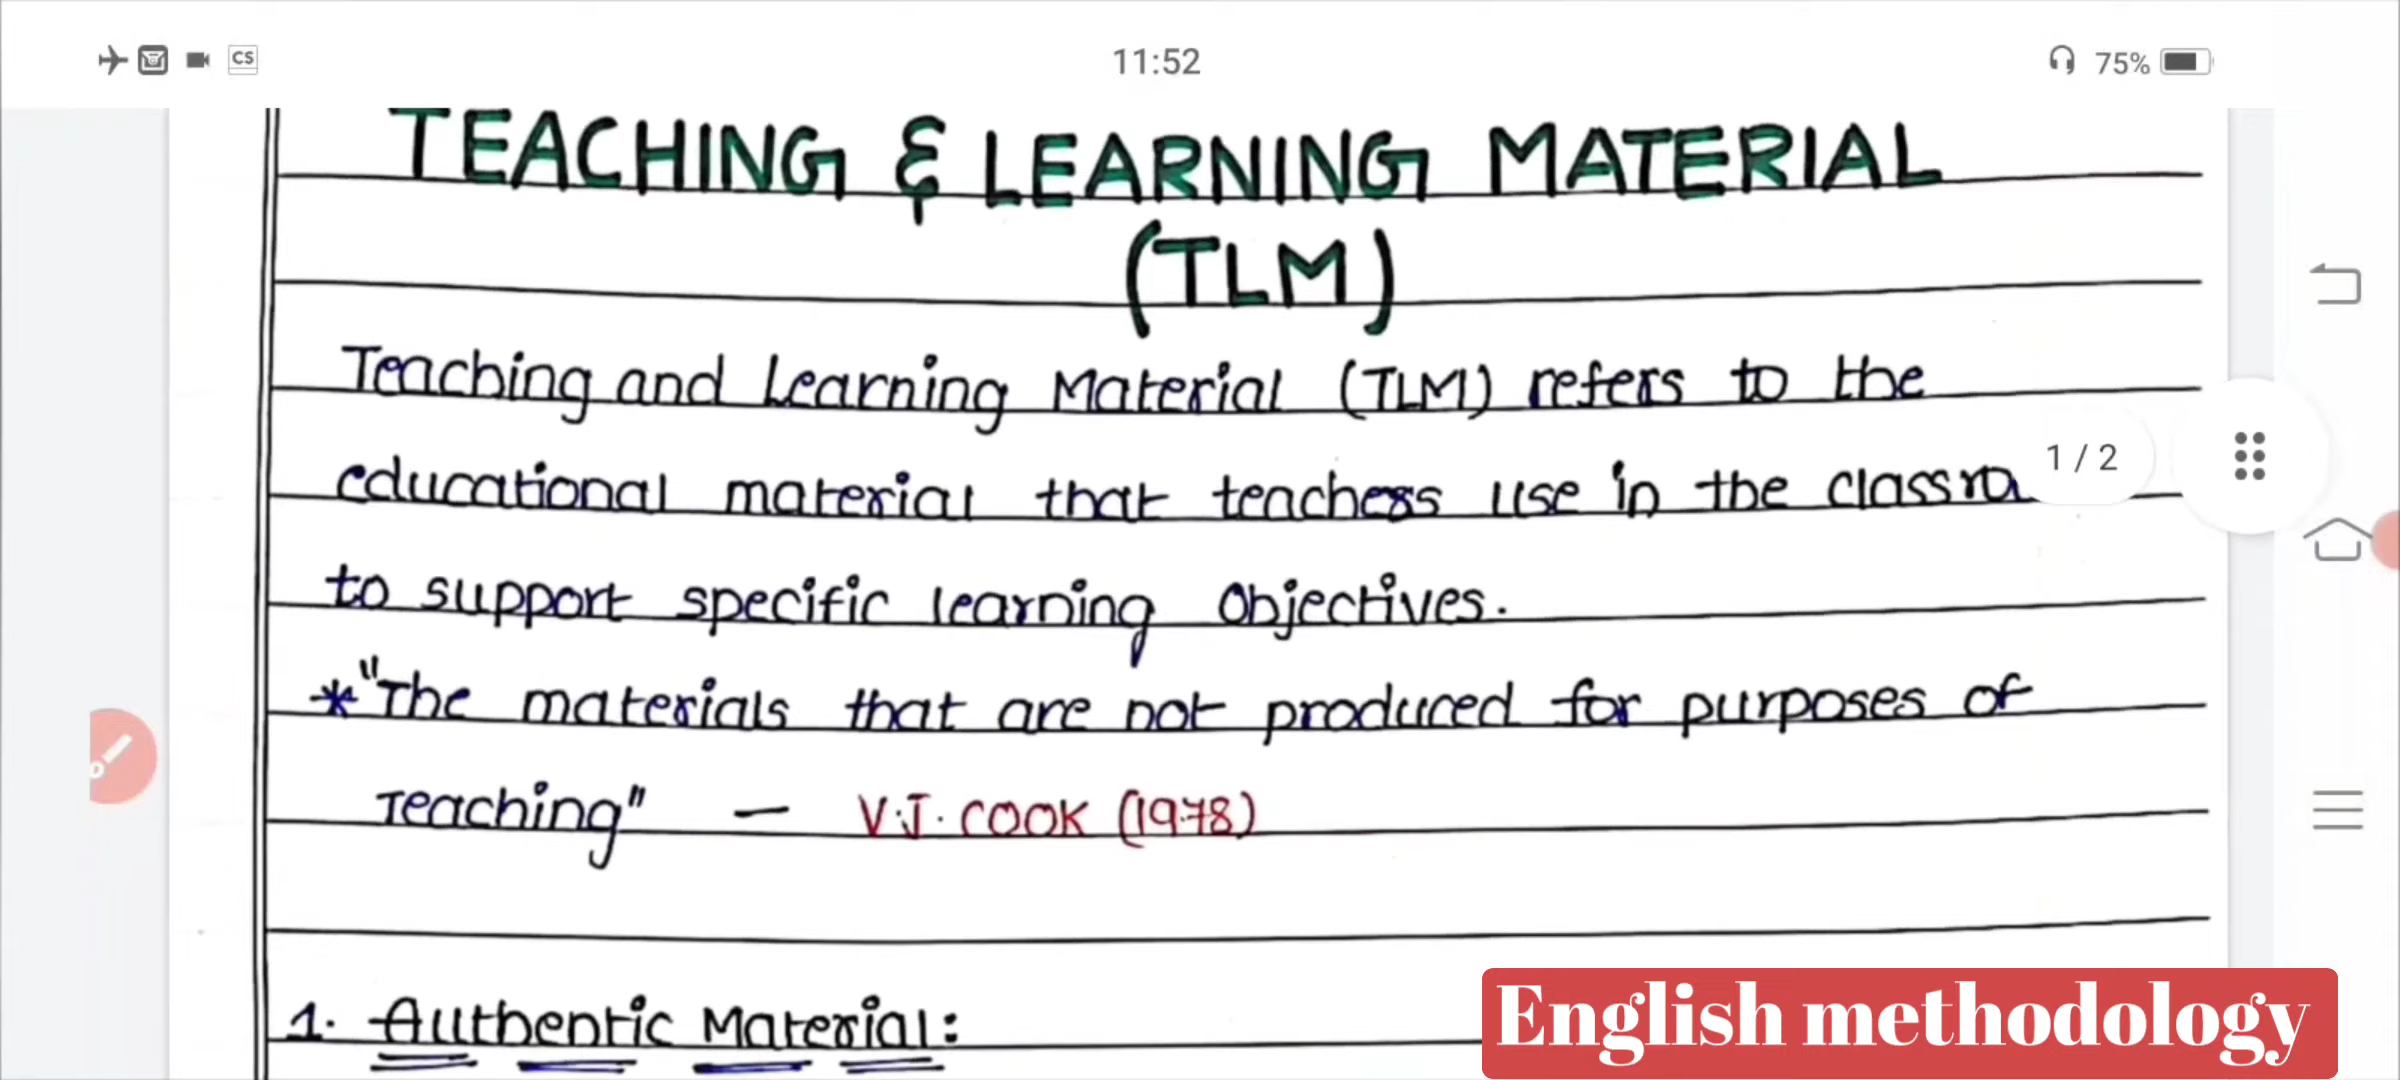 CS 11:52 75%
TEACHING & LEARNING MATERIAL
(TLM)
Teaching and Learning Material (TLM) refers to the
educational material that teachers use in the classro
1 / 2
to support specific learning Objectives.
*"The materials that are not produced for purposes of
Teaching" — V.J. COOK (1978)
1. Authentic Material:
English methodology